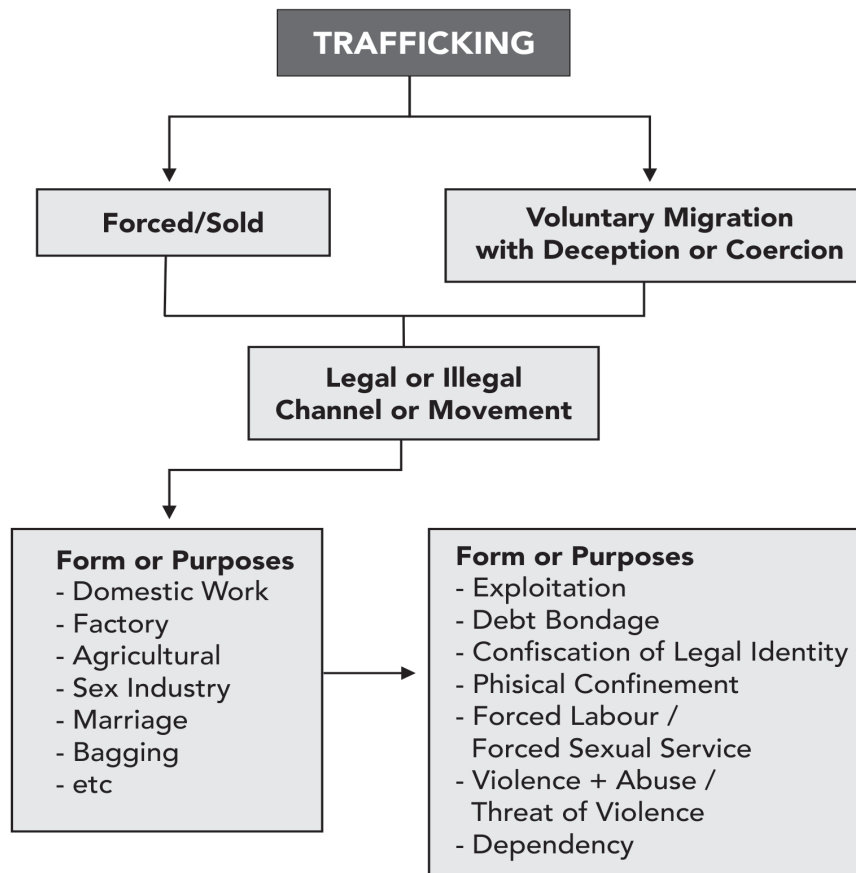 TRAFFICKING
Forced/Sold
Voluntary Migration
with Deception or Coercion
Legal or Illegal
Channel or Movement
Form or Purposes
- Domestic Work
- Factory
- Agricultural
- Sex Industry
- Marriage
- Bagging
- etc
Form or Purposes
- Exploitation
- Debt Bondage
- Confiscation of Legal Identity
- Phisical Confinement
- Forced Labour /
Forced Sexual Service
- Violence + Abuse /
Threat of Violence
- Dependency